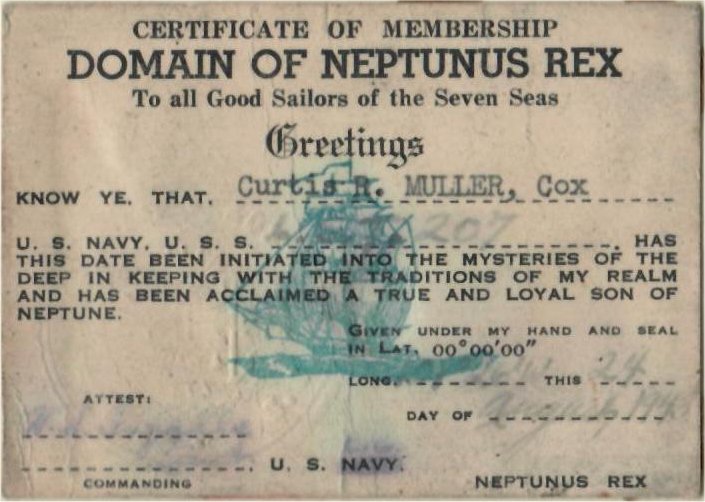 CERTIFICATE OF MEMBERSHIP
DOMAIN OF NEPTUNUS REX
To all Good Sailors of the Seven Seas
Greetings
KNOW YE, THAT, Curtis R. MULLER, Cox
U. S. NAVY, U. S. S. 207, HAS
THIS DATE BEEN INITIATED INTO THE MYSTERIES OF THE
DEEP IN KEEPING WITH THE TRADITIONS OF MY REALM
AND HAS BEEN ACCLAIMED A TRUE AND LOYAL SON OF
NEPTUNE.
GIVEN UNDER MY HAND AND SEAL
IN LAT. 00°00'00"
LONG. THIS 24
ATTEST:
DAY OF
U. S. NAVY.
COMMANDING
NEPTUNUS REX